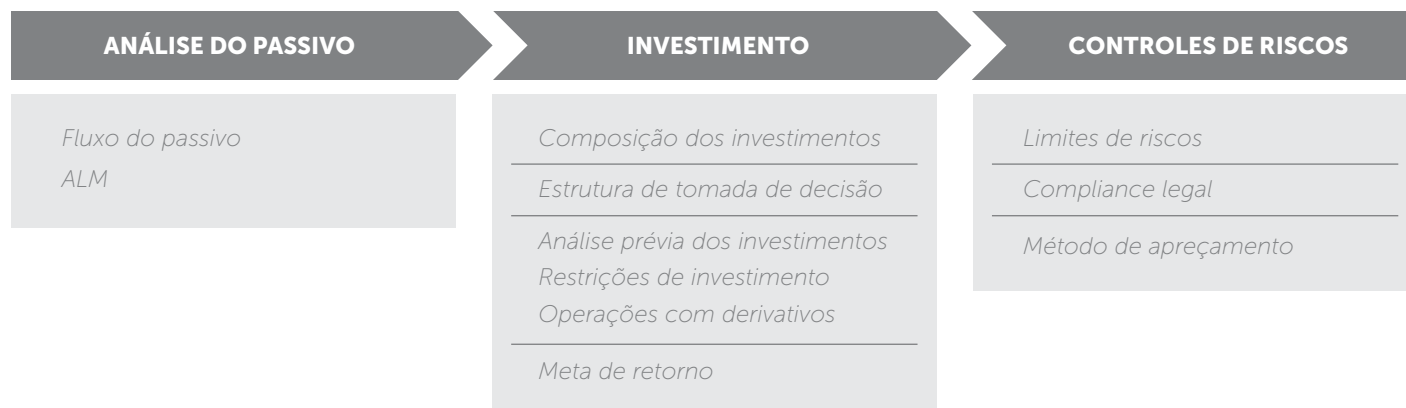 ANÁLISE DO PASSIVO
Fluxo do passivo
ALM
INVESTIMENTO
Composição dos investimentos
Estrutura de tomada de decisão
Análise prévia dos investimentos
Restrições de investimento
Operações com derivativos
Meta de retorno
CONTROLES DE RISCOS
Limites de riscos
Compliance legal
Método de apreçamento